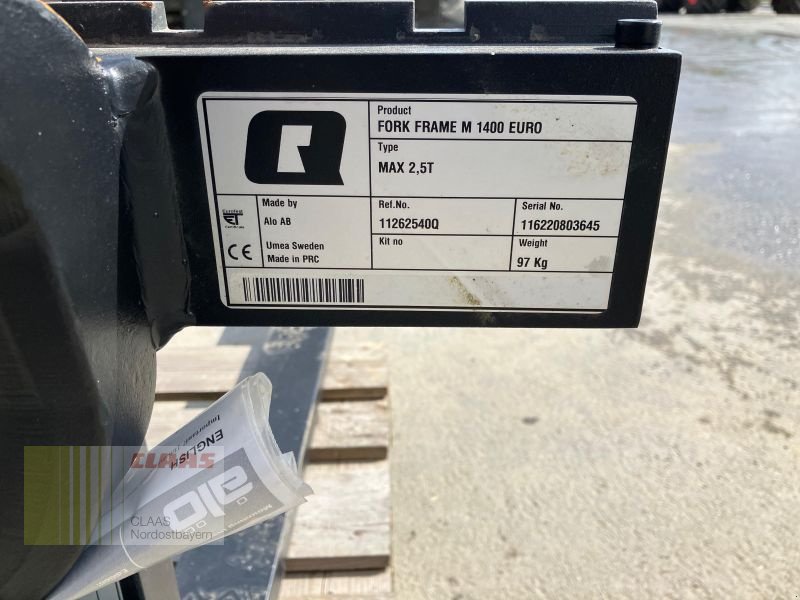 Product
FORK FRAME M 1400 EURO
Type
MAX 2,5T
Made by
Alo AB
Umea Sweden
Made in PRC
Ref.No.
11262540Q
Serial No.
116220803645
Kit no
Weight
97 Kg
CE
ENGLISH
Important!
alo
CLAAS
CLAAS
Nordostbayern